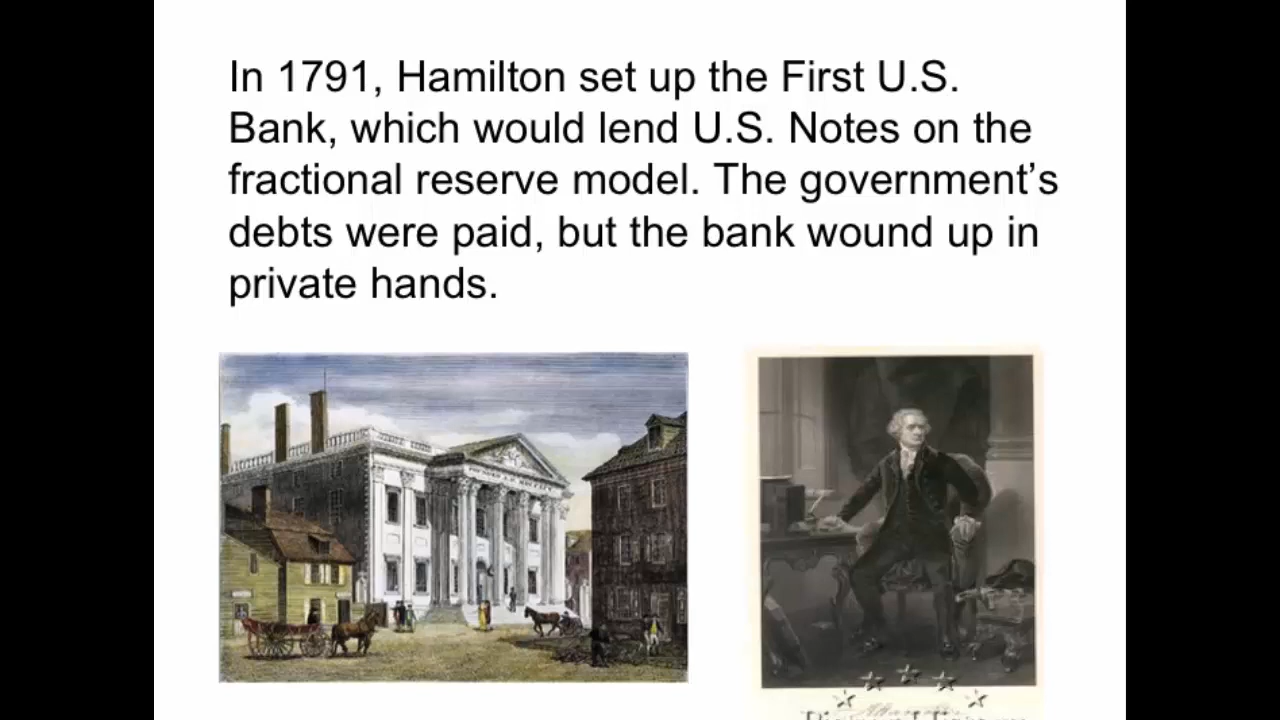 In 1791, Hamilton set up the First U.S.
Bank, which would lend U.S. Notes on the
fractional reserve model. The government’s
debts were paid, but the bank wound up in
private hands.